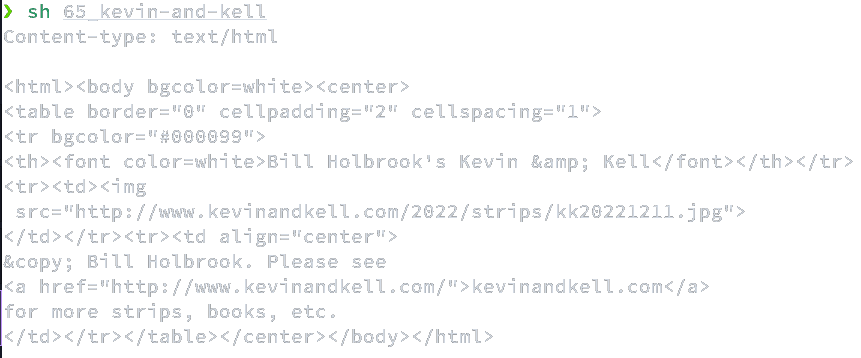 ❯ sh 65_kevin-and-kell
Content-type: text/html

<html><body bgcolor=white><center>
<table border="0" cellpadding="2" cellspacing="1">
<tr bgcolor="#000099">
<th><font color=white>Bill Holbrook's Kevin &amp; Kell</font></th></tr>
<tr><td><img
 src="http://www.kevinandkell.com/2022/strips/kk20221211.jpg">
</td></tr><tr><td align="center">
&copy; Bill Holbrook. Please see
<a href="http://www.kevinandkell.com/">kevinandkell.com</a>
for more strips, books, etc.
</td></tr></table></center></body></html>